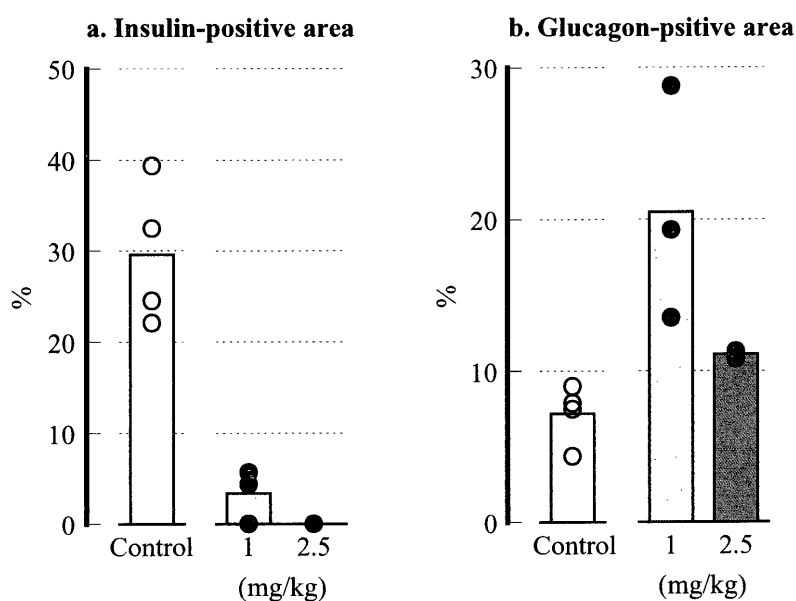 a. Insulin-positive area
50
40
30
20
10
0
%
Control
1
2.5
(mg/kg)
b. Glucagon-psitive area
30
20
10
0
%
Control
1
2.5
(mg/kg)